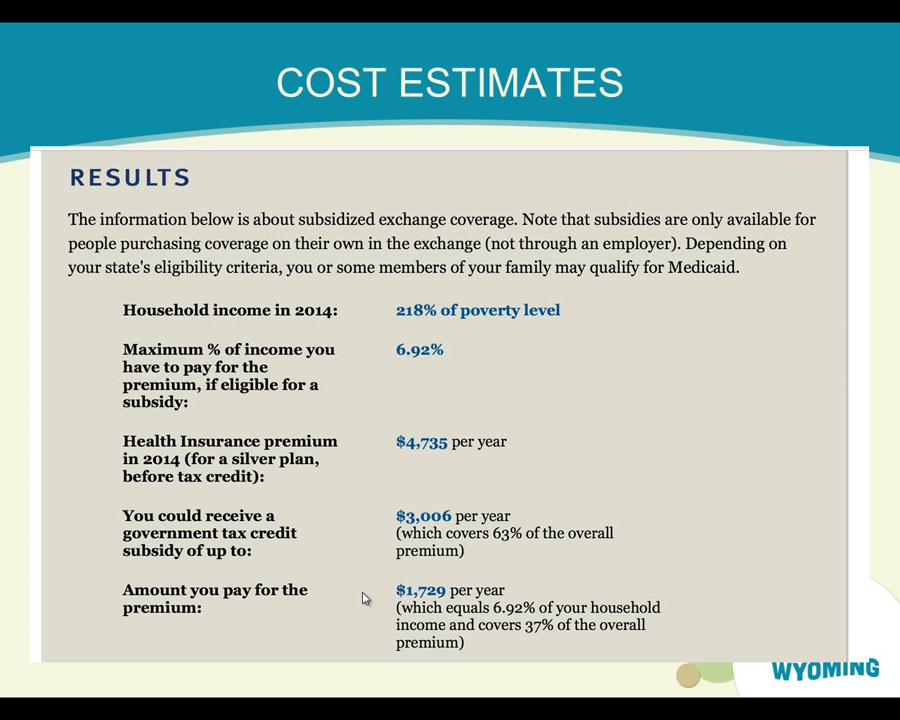 COST ESTIMATES
RESULTS
The information below is about subsidized exchange coverage. Note that subsidies are only available for
people purchasing coverage on their own in the exchange (not through an employer). Depending on
your state's eligibility criteria, you or some members of your family may qualify for Medicaid.
Household income in 2014: 218% of poverty level
Maximum % of income you 6.92%
have to pay for the
premium, if eligible for a
subsidy:
Health Insurance premium $4,735 per year
in 2014 (for a silver plan,
before tax credit):
You could receive a $3,006 per year
government tax credit (which covers 63% of the overall
subsidy of up to: premium)
Amount you pay for the $1,729 per year
premium: (which equals 6.92% of your household
income and covers 37% of the overall
premium)
WYOMING